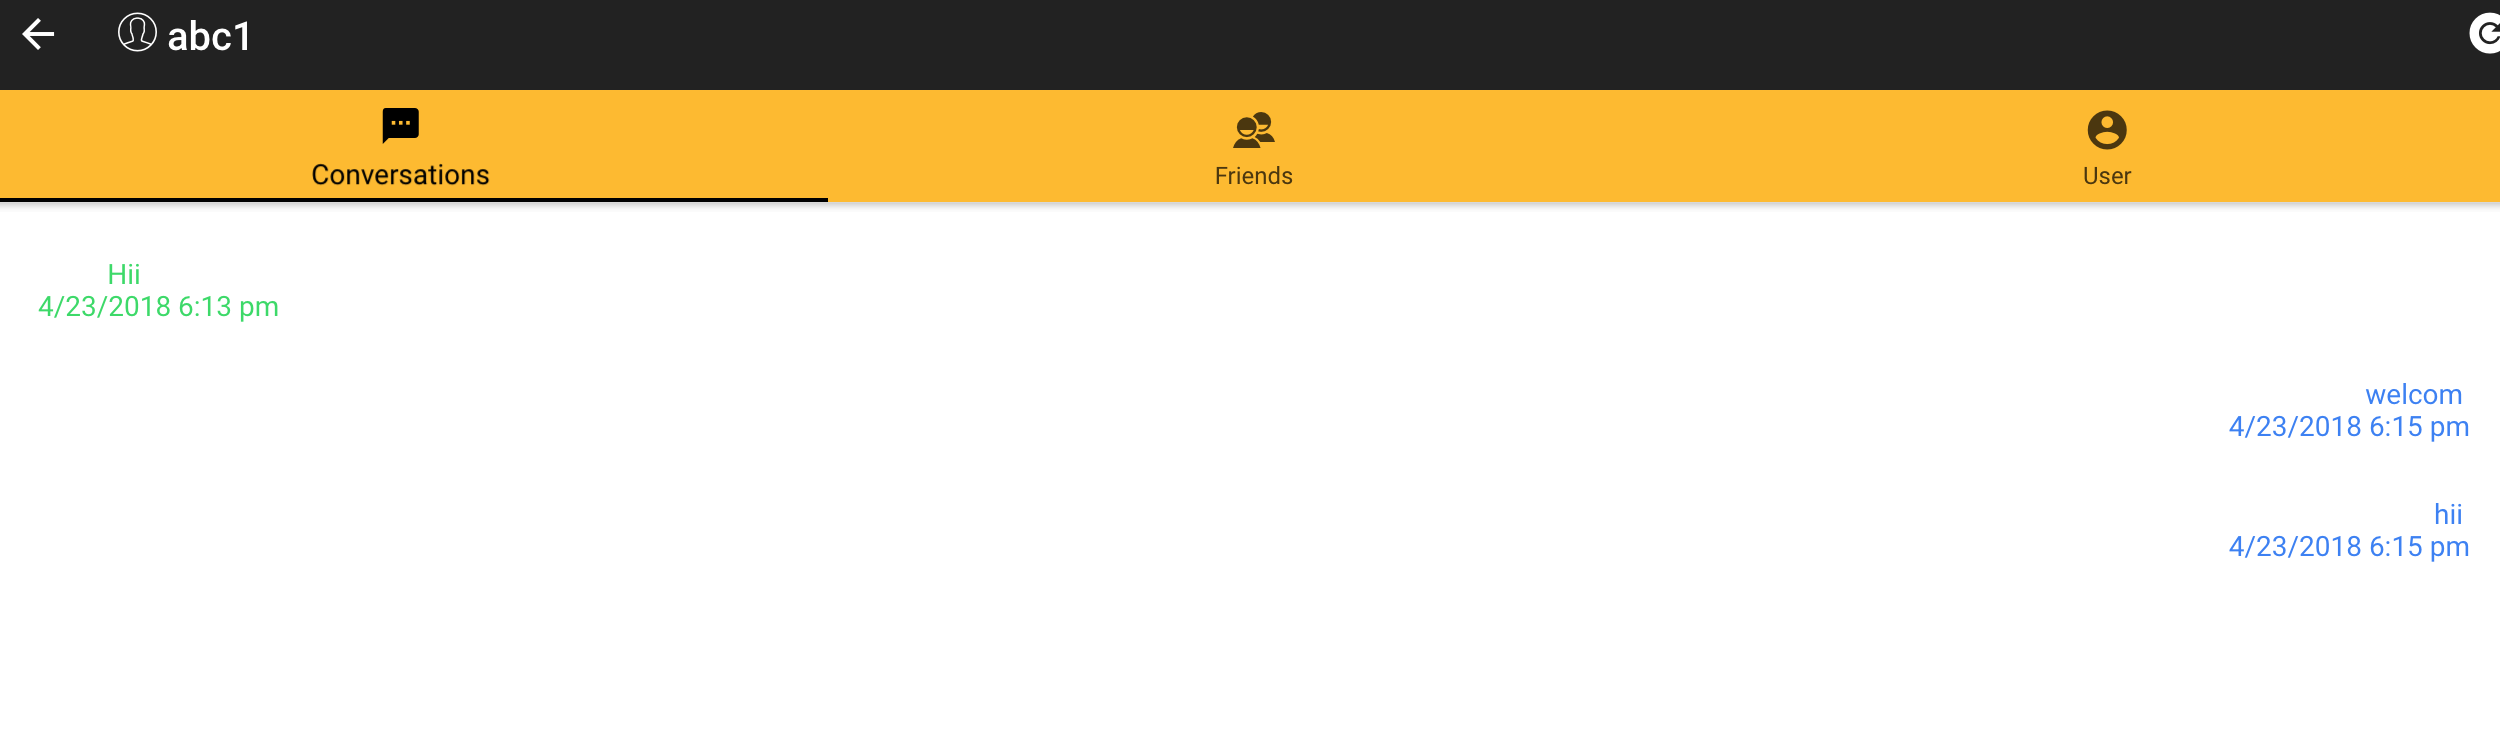 abc1
Conversations
Friends
User
Hii
4/23/2018 6:13 pm
welcom
4/23/2018 6:15 pm
hii
4/23/2018 6:15 pm